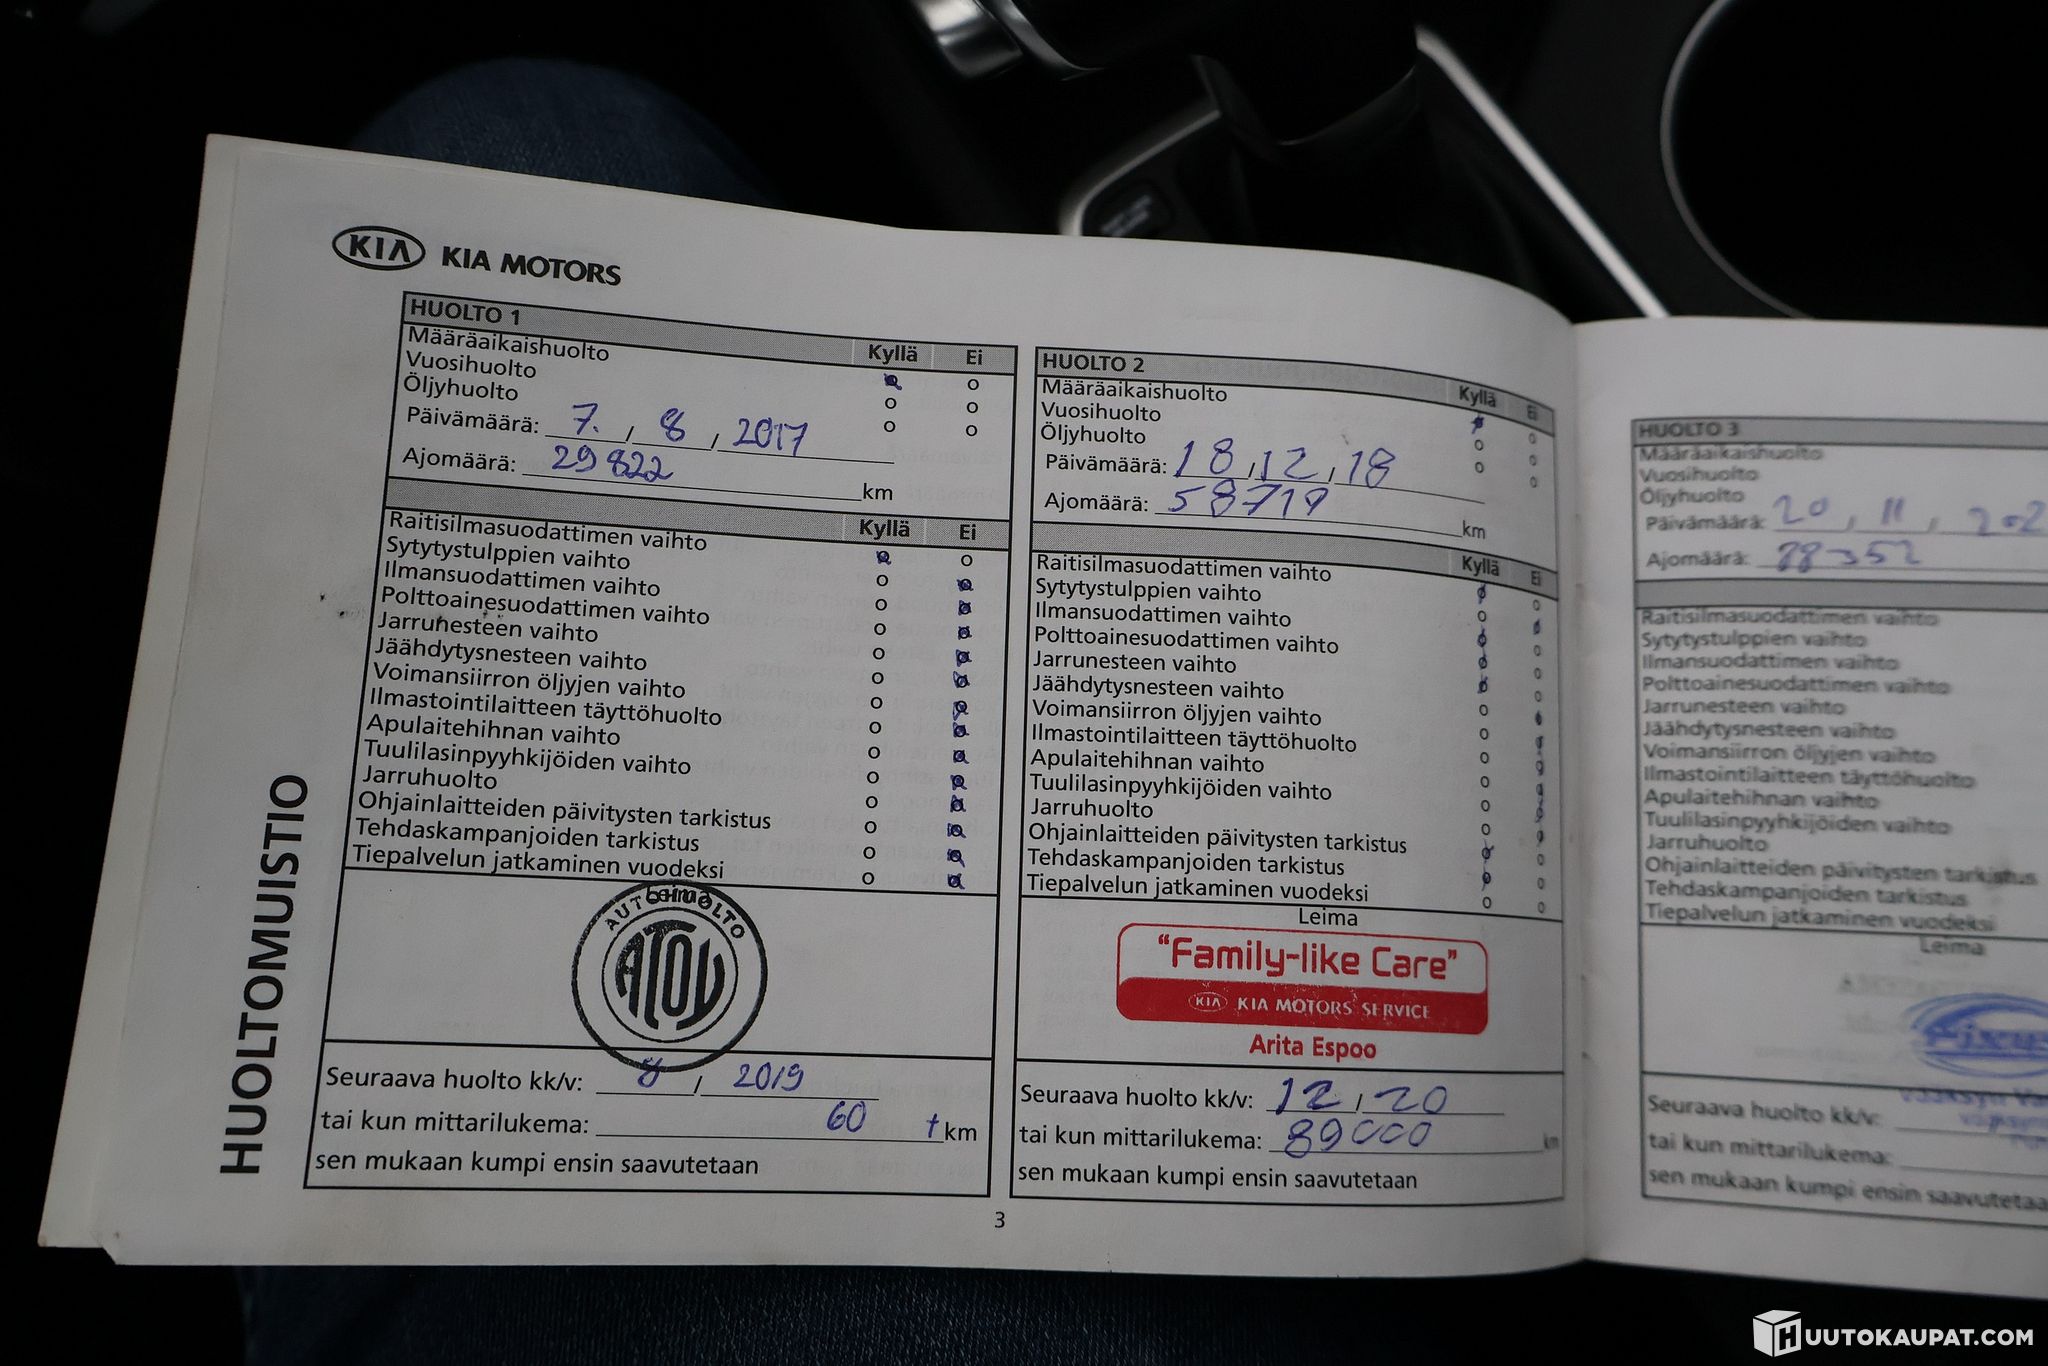 KIA KIA MOTORS
HUOLTOMUISTIO
HUOLTO 1
Kyllä Ei
Määräaikaishuolto o o
Vuosihuolto o o
Öljyhuolto o o
Päivämäärä: 7. , 8 , 2017
Ajomäärä: 29 822 km
Kyllä Ei
Raitisilmasuodattimen vaihto o o
Sytytystulppien vaihto o o
Ilmansuodattimen vaihto o o
Polttoainesuodattimen vaihto o o
Jarrunesteen vaihto o o
Jäähdytysnesteen vaihto o o
Voimansiirron öljyjen vaihto o o
Ilmastointilaitteen täyttöhuolto o o
Apulaitehihnan vaihto o o
Tuulilasinpyyhkijöiden vaihto o o
Jarruhuolto o o
Ohjainlaitteiden päivitysten tarkistus o o
Tehdaskampanjoiden tarkistus o o
Tiepalvelun jatkaminen vuodeksi o o
Leima
AUTOHUOLTO
ATOY
Seuraava huolto kk/v: 8 / 2019
tai kun mittarilukema: 60 t km
sen mukaan kumpi ensin saavutetaan
HUOLTO 2
Kyllä Ei
Määräaikaishuolto o o
Vuosihuolto o o
Öljyhuolto o o
Päivämäärä: 18 , 12 , 18
Ajomäärä: 58719 km
Kyllä Ei
Raitisilmasuodattimen vaihto o o
Sytytystulppien vaihto o o
Ilmansuodattimen vaihto o o
Polttoainesuodattimen vaihto o o
Jarrunesteen vaihto o o
Jäähdytysnesteen vaihto o o
Voimansiirron öljyjen vaihto o o
Ilmastointilaitteen täyttöhuolto o o
Apulaitehihnan vaihto o o
Tuulilasinpyyhkijöiden vaihto o o
Jarruhuolto o o
Ohjainlaitteiden päivitysten tarkistus o o
Tehdaskampanjoiden tarkistus o o
Tiepalvelun jatkaminen vuodeksi o o
Leima
"Family-like Care"
KIA KIA MOTORS SERVICE
Arita Espoo
Seuraava huolto kk/v: 12 / 20
tai kun mittarilukema: 89000 km
sen mukaan kumpi ensin saavutetaan
3
HUOLTO 3
Määräaikaishuolto
Vuosihuolto
Öljyhuolto
Päivämäärä: 20 , 11 ,
Ajomäärä:
Raitisilmasuodattimen vaihto
Sytytystulppien vaihto
Ilmansuodattimen vaihto
Polttoainesuodattimen vaihto
Jarrunesteen vaihto
Jäähdytysnesteen vaihto
Voimansiirron öljyjen vaihto
Ilmastointilaitteen täyttöhuolto
Apulaitehihnan vaihto
Tuulilasinpyyhkijöiden vaihto
Jarruhuolto
Ohjainlaitteiden päivitysten tarkistus
Tehdaskampanjoiden tarkistus
Tiepalvelun jatkaminen vuodeksi
Leima
Fixus
Seuraava huolto kk/v:
tai kun mittarilukema:
sen mukaan kumpi ensin saavutetaa
HUUTOKAUPAT.COM